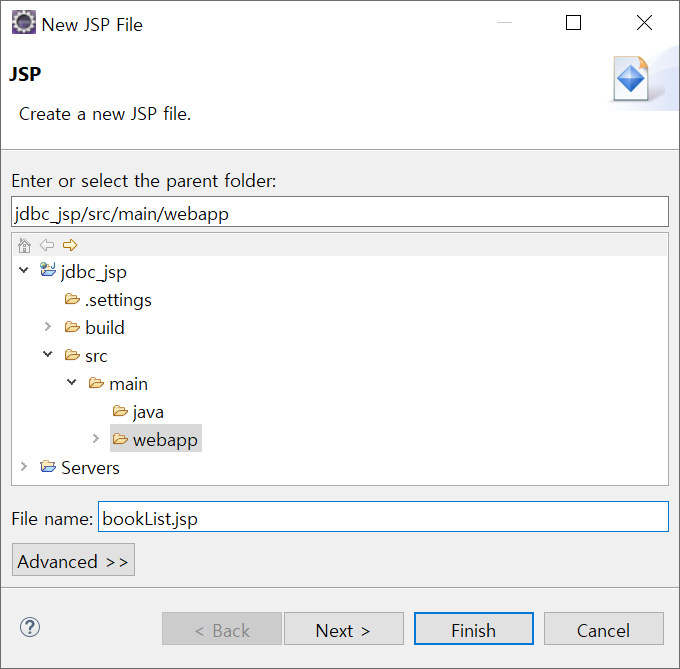 New JSP File
JSP
Create a new JSP file.
Enter or select the parent folder:
jdbc_jsp/src/main/webapp
jdbc_jsp
.settings
build
src
main
java
webapp
Servers
File name: bookList.jsp
Advanced >>
< Back Next > Finish Cancel